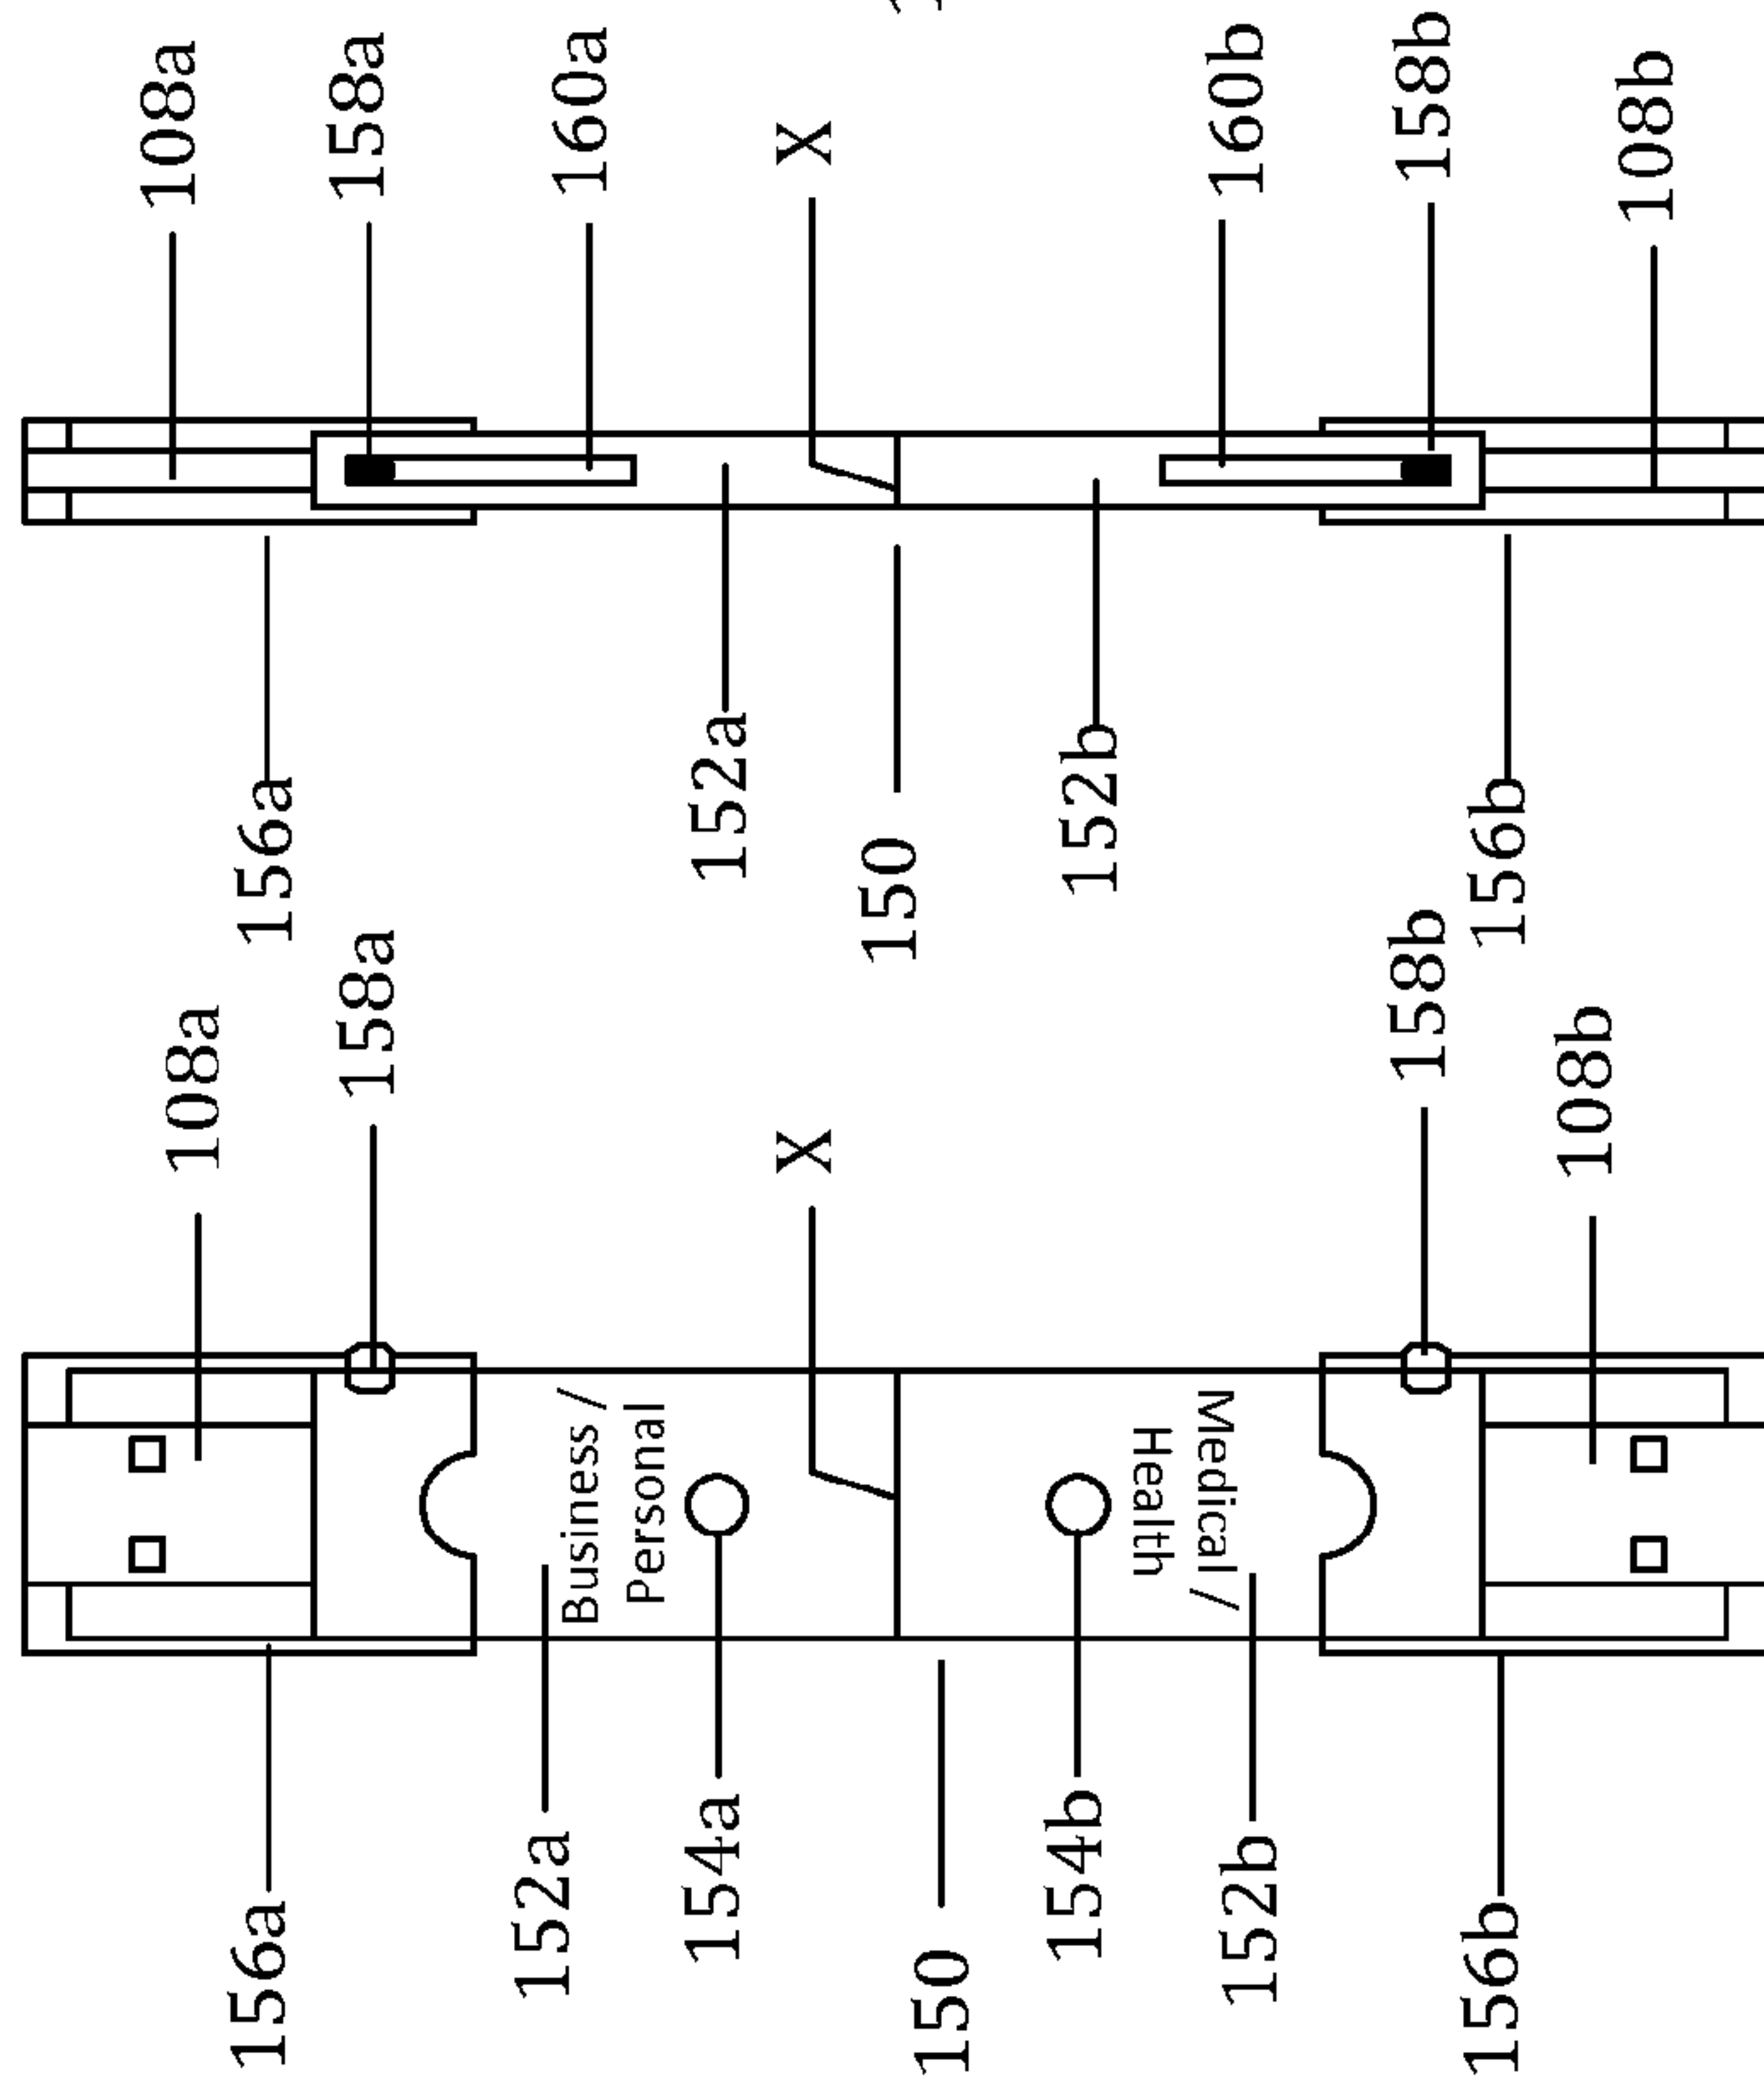 108a
156a
158a
152a
Business /
Personal
154a
X
150
154b
Medical /
Health
152b
158b
156b
108b
108a
156a
158a
160a
152a
X
150
152b
160b
158b
156b
108b